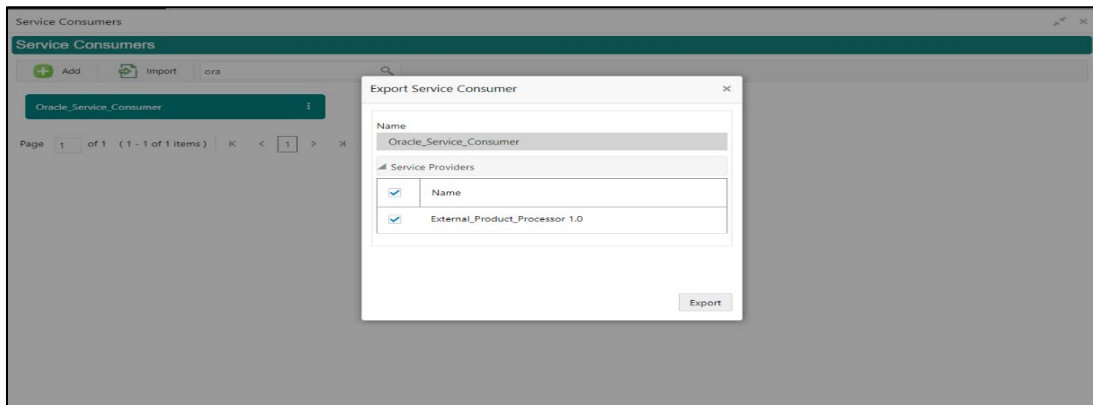 Service Consumers
Service Consumers
Add Import ora
Oracle_Service_Consumer
Page 1 of 1 (1 - 1 of 1 items) K < 1 > Ж
Export Service Consumer ×
Name
Oracle_Service_Consumer
Service Providers
Name
External_Product_Processor 1.0
Export